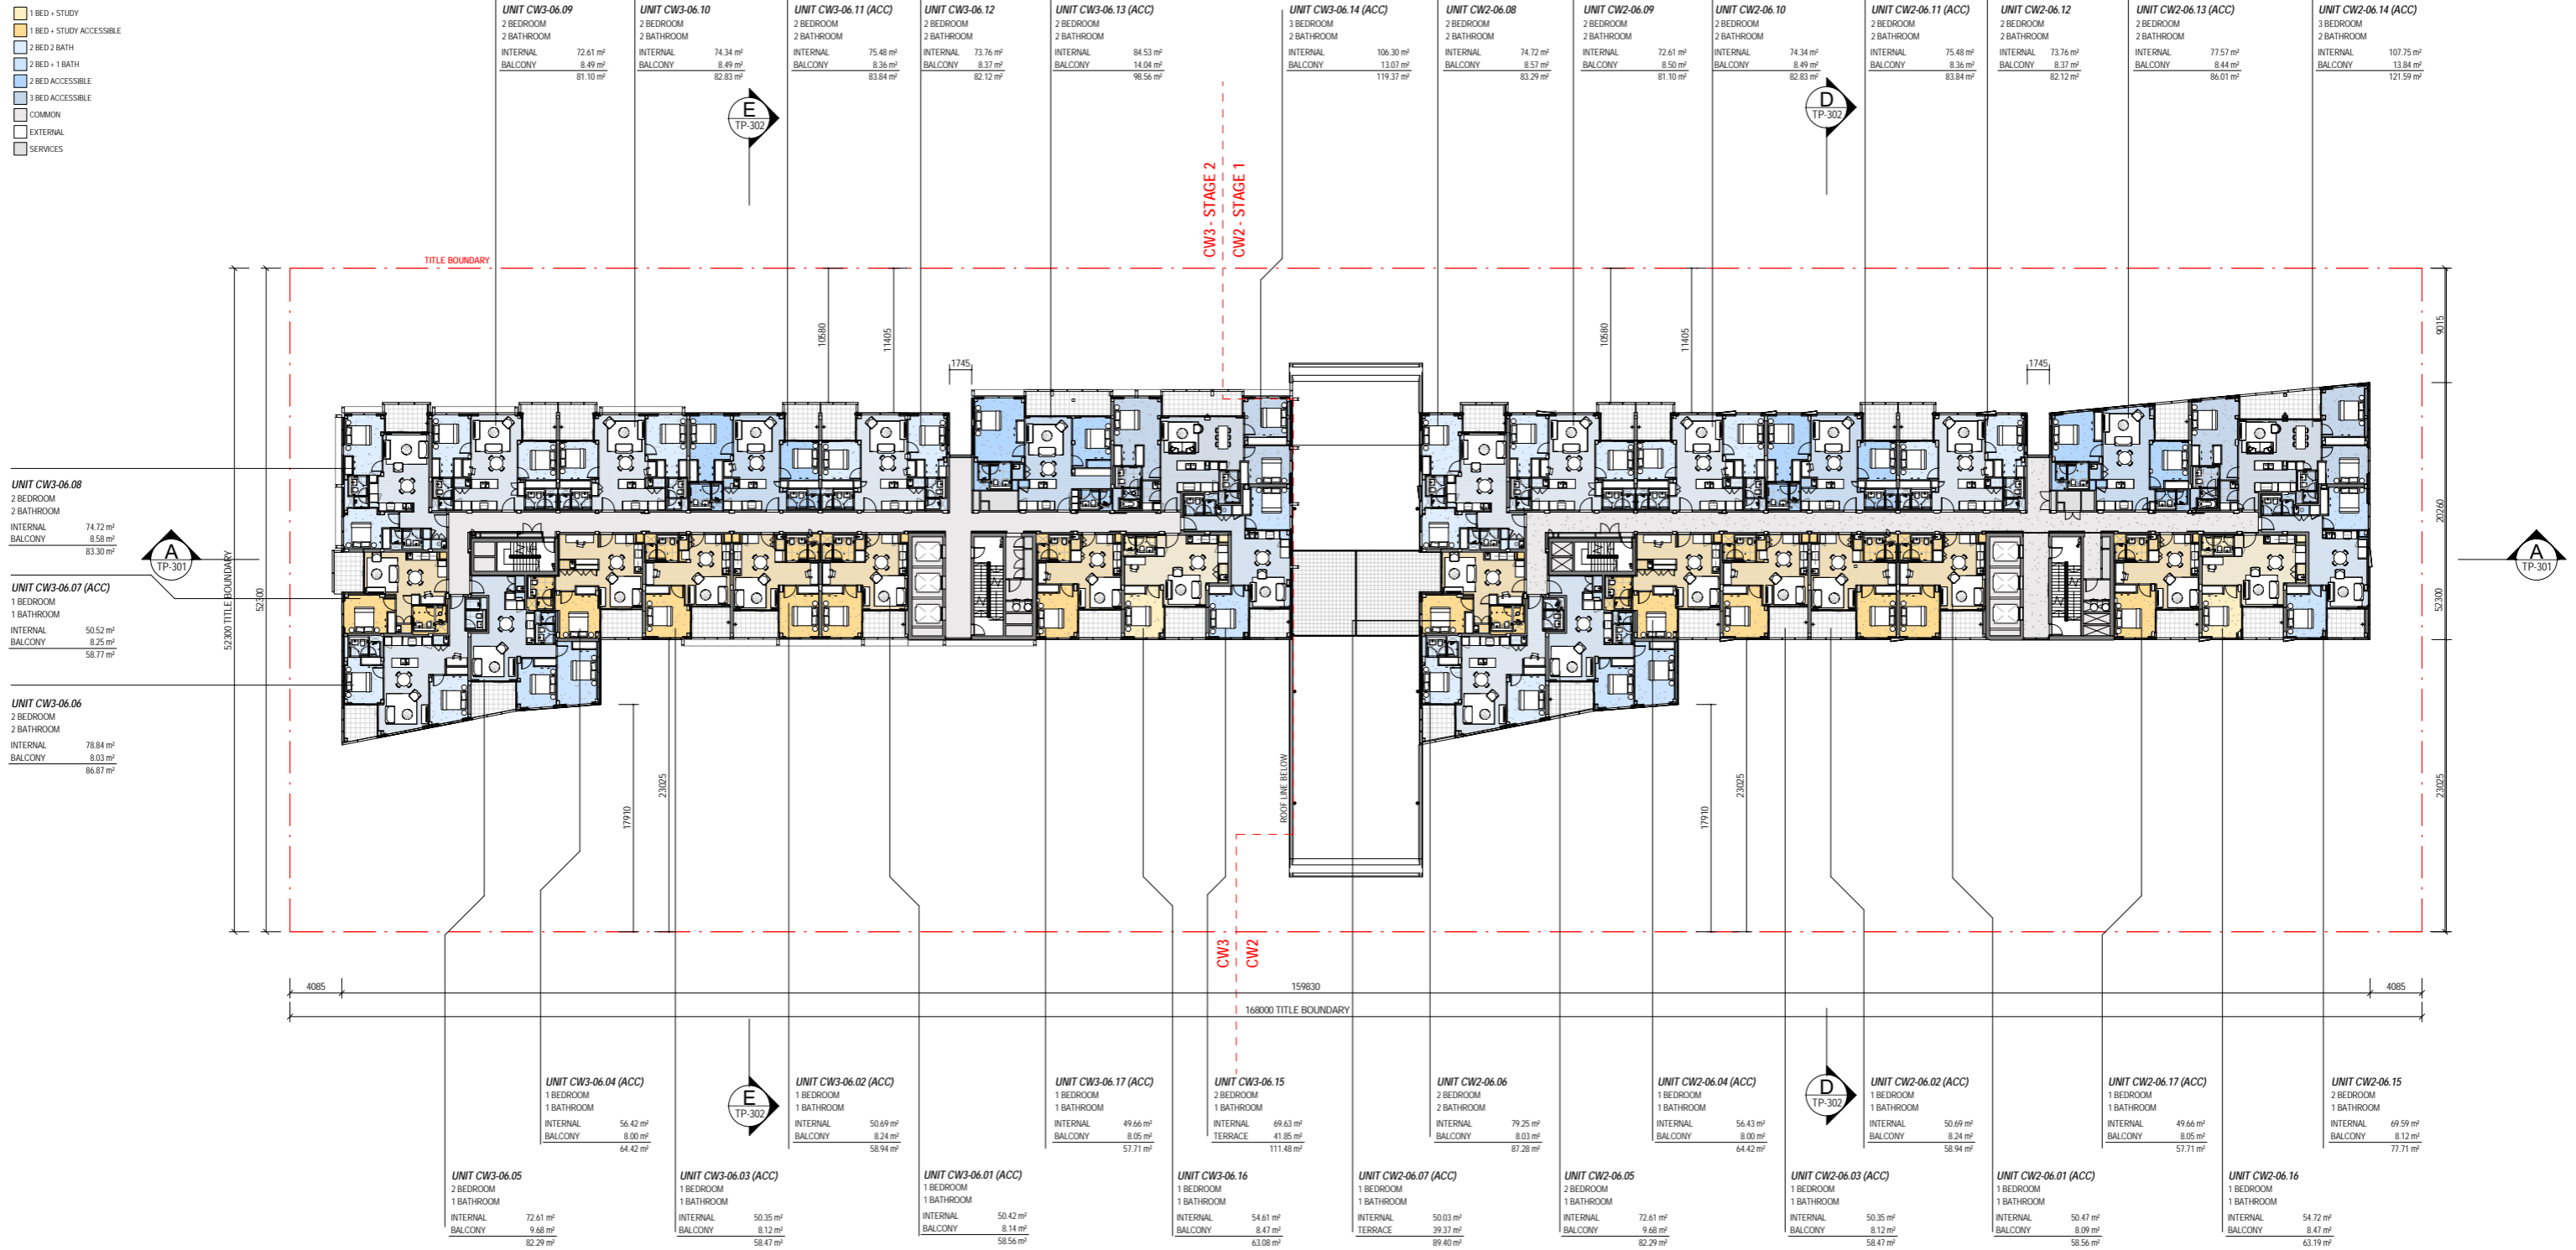 1 BED + STUDY
1 BED + STUDY ACCESSIBLE
2 BED 2 BATH
2 BED + 1 BATH
2 BED ACCESSIBLE
3 BED ACCESSIBLE
COMMON
EXTERNAL
SERVICES
UNIT CW3-06.09
2 BEDROOM
2 BATHROOM
INTERNAL 72.61 m²
BALCONY 8.49 m²
81.10 m²
UNIT CW3-06.10
2 BEDROOM
2 BATHROOM
INTERNAL 74.34 m²
BALCONY 8.49 m²
82.83 m²
UNIT CW3-06.11 (ACC)
2 BEDROOM
2 BATHROOM
INTERNAL 75.48 m²
BALCONY 8.36 m²
83.84 m²
UNIT CW3-06.12
2 BEDROOM
2 BATHROOM
INTERNAL 73.76 m²
BALCONY 8.37 m²
82.12 m²
UNIT CW3-06.13 (ACC)
2 BEDROOM
2 BATHROOM
INTERNAL 84.53 m²
BALCONY 14.04 m²
98.56 m²
UNIT CW3-06.14 (ACC)
3 BEDROOM
2 BATHROOM
INTERNAL 106.30 m²
BALCONY 13.07 m²
119.37 m²
UNIT CW2-06.08
2 BEDROOM
2 BATHROOM
INTERNAL 74.72 m²
BALCONY 8.57 m²
83.29 m²
UNIT CW2-06.09
2 BEDROOM
2 BATHROOM
INTERNAL 72.61 m²
BALCONY 8.50 m²
81.10 m²
UNIT CW2-06.10
2 BEDROOM
2 BATHROOM
INTERNAL 74.34 m²
BALCONY 8.49 m²
82.83 m²
UNIT CW2-06.11 (ACC)
2 BEDROOM
2 BATHROOM
INTERNAL 75.48 m²
BALCONY 8.36 m²
83.84 m²
UNIT CW2-06.12
2 BEDROOM
2 BATHROOM
INTERNAL 73.76 m²
BALCONY 8.37 m²
82.12 m²
UNIT CW2-06.13 (ACC)
2 BEDROOM
2 BATHROOM
INTERNAL 77.57 m²
BALCONY 8.44 m²
86.01 m²
UNIT CW2-06.14 (ACC)
3 BEDROOM
2 BATHROOM
INTERNAL 107.75 m²
BALCONY 13.84 m²
121.59 m²
E
TP-302
D
TP-302
CW3 - STAGE 2
CW2 - STAGE 1
TITLE BOUNDARY
10580
11405
1745
10580
11405
1745
9015
20260
52300
23025
UNIT CW3-06.08
2 BEDROOM
2 BATHROOM
INTERNAL 74.72 m²
BALCONY 8.58 m²
83.30 m²
A
TP-301
52300 TITLE BOUNDARY
52300
A
TP-301
UNIT CW3-06.07 (ACC)
1 BEDROOM
1 BATHROOM
INTERNAL 50.52 m²
BALCONY 8.25 m²
58.77 m²
UNIT CW3-06.06
2 BEDROOM
2 BATHROOM
INTERNAL 78.84 m²
BALCONY 8.03 m²
86.87 m²
17910
23025
ROOF LINE BELOW
17910
23025
CW3
CW2
4085
159830
4085
168000 TITLE BOUNDARY
UNIT CW3-06.04 (ACC)
1 BEDROOM
1 BATHROOM
INTERNAL 56.42 m²
BALCONY 8.00 m²
64.42 m²
E
TP-302
UNIT CW3-06.02 (ACC)
1 BEDROOM
1 BATHROOM
INTERNAL 50.69 m²
BALCONY 8.24 m²
58.94 m²
UNIT CW3-06.17 (ACC)
1 BEDROOM
1 BATHROOM
INTERNAL 49.66 m²
BALCONY 8.05 m²
57.71 m²
UNIT CW3-06.15
2 BEDROOM
1 BATHROOM
INTERNAL 69.63 m²
TERRACE 41.85 m²
111.48 m²
UNIT CW2-06.06
2 BEDROOM
2 BATHROOM
INTERNAL 79.25 m²
BALCONY 8.03 m²
87.28 m²
UNIT CW2-06.04 (ACC)
1 BEDROOM
1 BATHROOM
INTERNAL 56.43 m²
BALCONY 8.00 m²
64.42 m²
D
TP-302
UNIT CW2-06.02 (ACC)
1 BEDROOM
1 BATHROOM
INTERNAL 50.69 m²
BALCONY 8.24 m²
58.94 m²
UNIT CW2-06.17 (ACC)
1 BEDROOM
1 BATHROOM
INTERNAL 49.66 m²
BALCONY 8.05 m²
57.71 m²
UNIT CW2-06.15
2 BEDROOM
1 BATHROOM
INTERNAL 69.59 m²
BALCONY 8.12 m²
77.71 m²
UNIT CW3-06.05
2 BEDROOM
1 BATHROOM
INTERNAL 72.61 m²
BALCONY 9.68 m²
82.29 m²
UNIT CW3-06.03 (ACC)
1 BEDROOM
1 BATHROOM
INTERNAL 50.35 m²
BALCONY 8.12 m²
58.47 m²
UNIT CW3-06.01 (ACC)
1 BEDROOM
1 BATHROOM
INTERNAL 50.42 m²
BALCONY 8.14 m²
58.56 m²
UNIT CW3-06.16
1 BEDROOM
1 BATHROOM
INTERNAL 54.61 m²
BALCONY 8.47 m²
63.08 m²
UNIT CW2-06.07 (ACC)
1 BEDROOM
1 BATHROOM
INTERNAL 50.03 m²
TERRACE 39.37 m²
89.40 m²
UNIT CW2-06.05
2 BEDROOM
1 BATHROOM
INTERNAL 72.61 m²
BALCONY 9.68 m²
82.29 m²
UNIT CW2-06.03 (ACC)
1 BEDROOM
1 BATHROOM
INTERNAL 50.35 m²
BALCONY 8.12 m²
58.47 m²
UNIT CW2-06.01 (ACC)
1 BEDROOM
1 BATHROOM
INTERNAL 50.47 m²
BALCONY 8.09 m²
58.56 m²
UNIT CW2-06.16
1 BEDROOM
1 BATHROOM
INTERNAL 54.72 m²
BALCONY 8.47 m²
63.19 m²